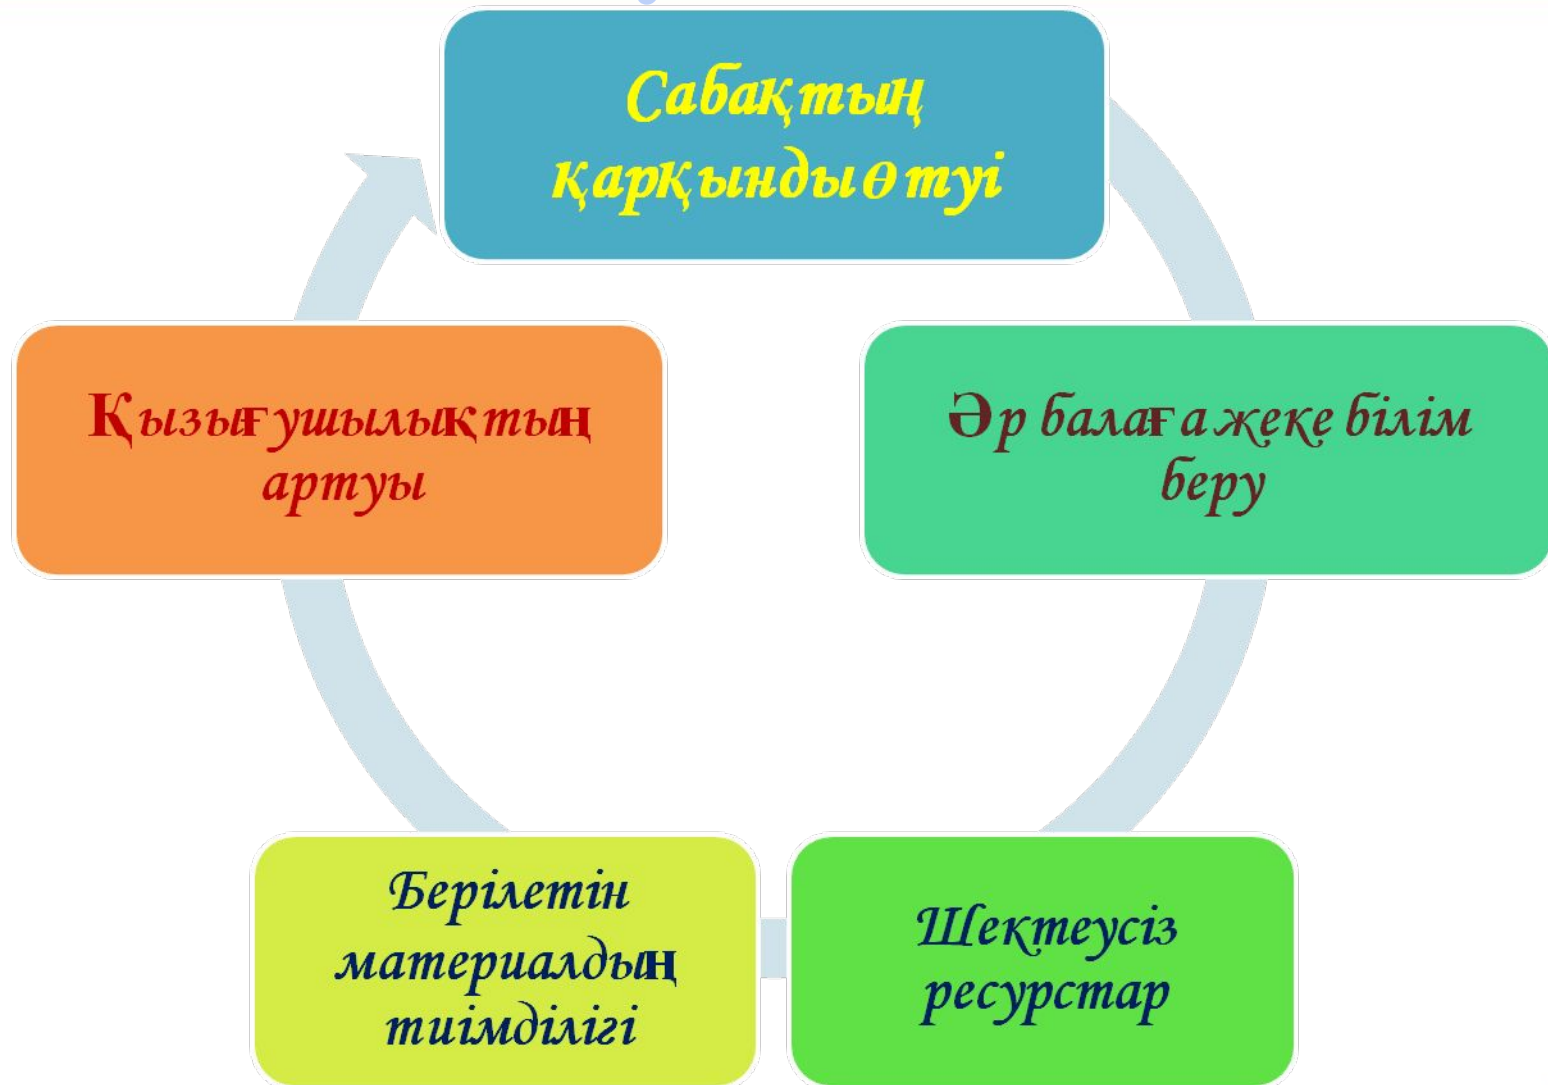 Сабақтың
қарқынды өтуі
Қызығушылықтың
артуы
Әр балаға жеке білім
беру
Берілетін
материалдың
тиімділігі
Шектеусіз
ресурстар